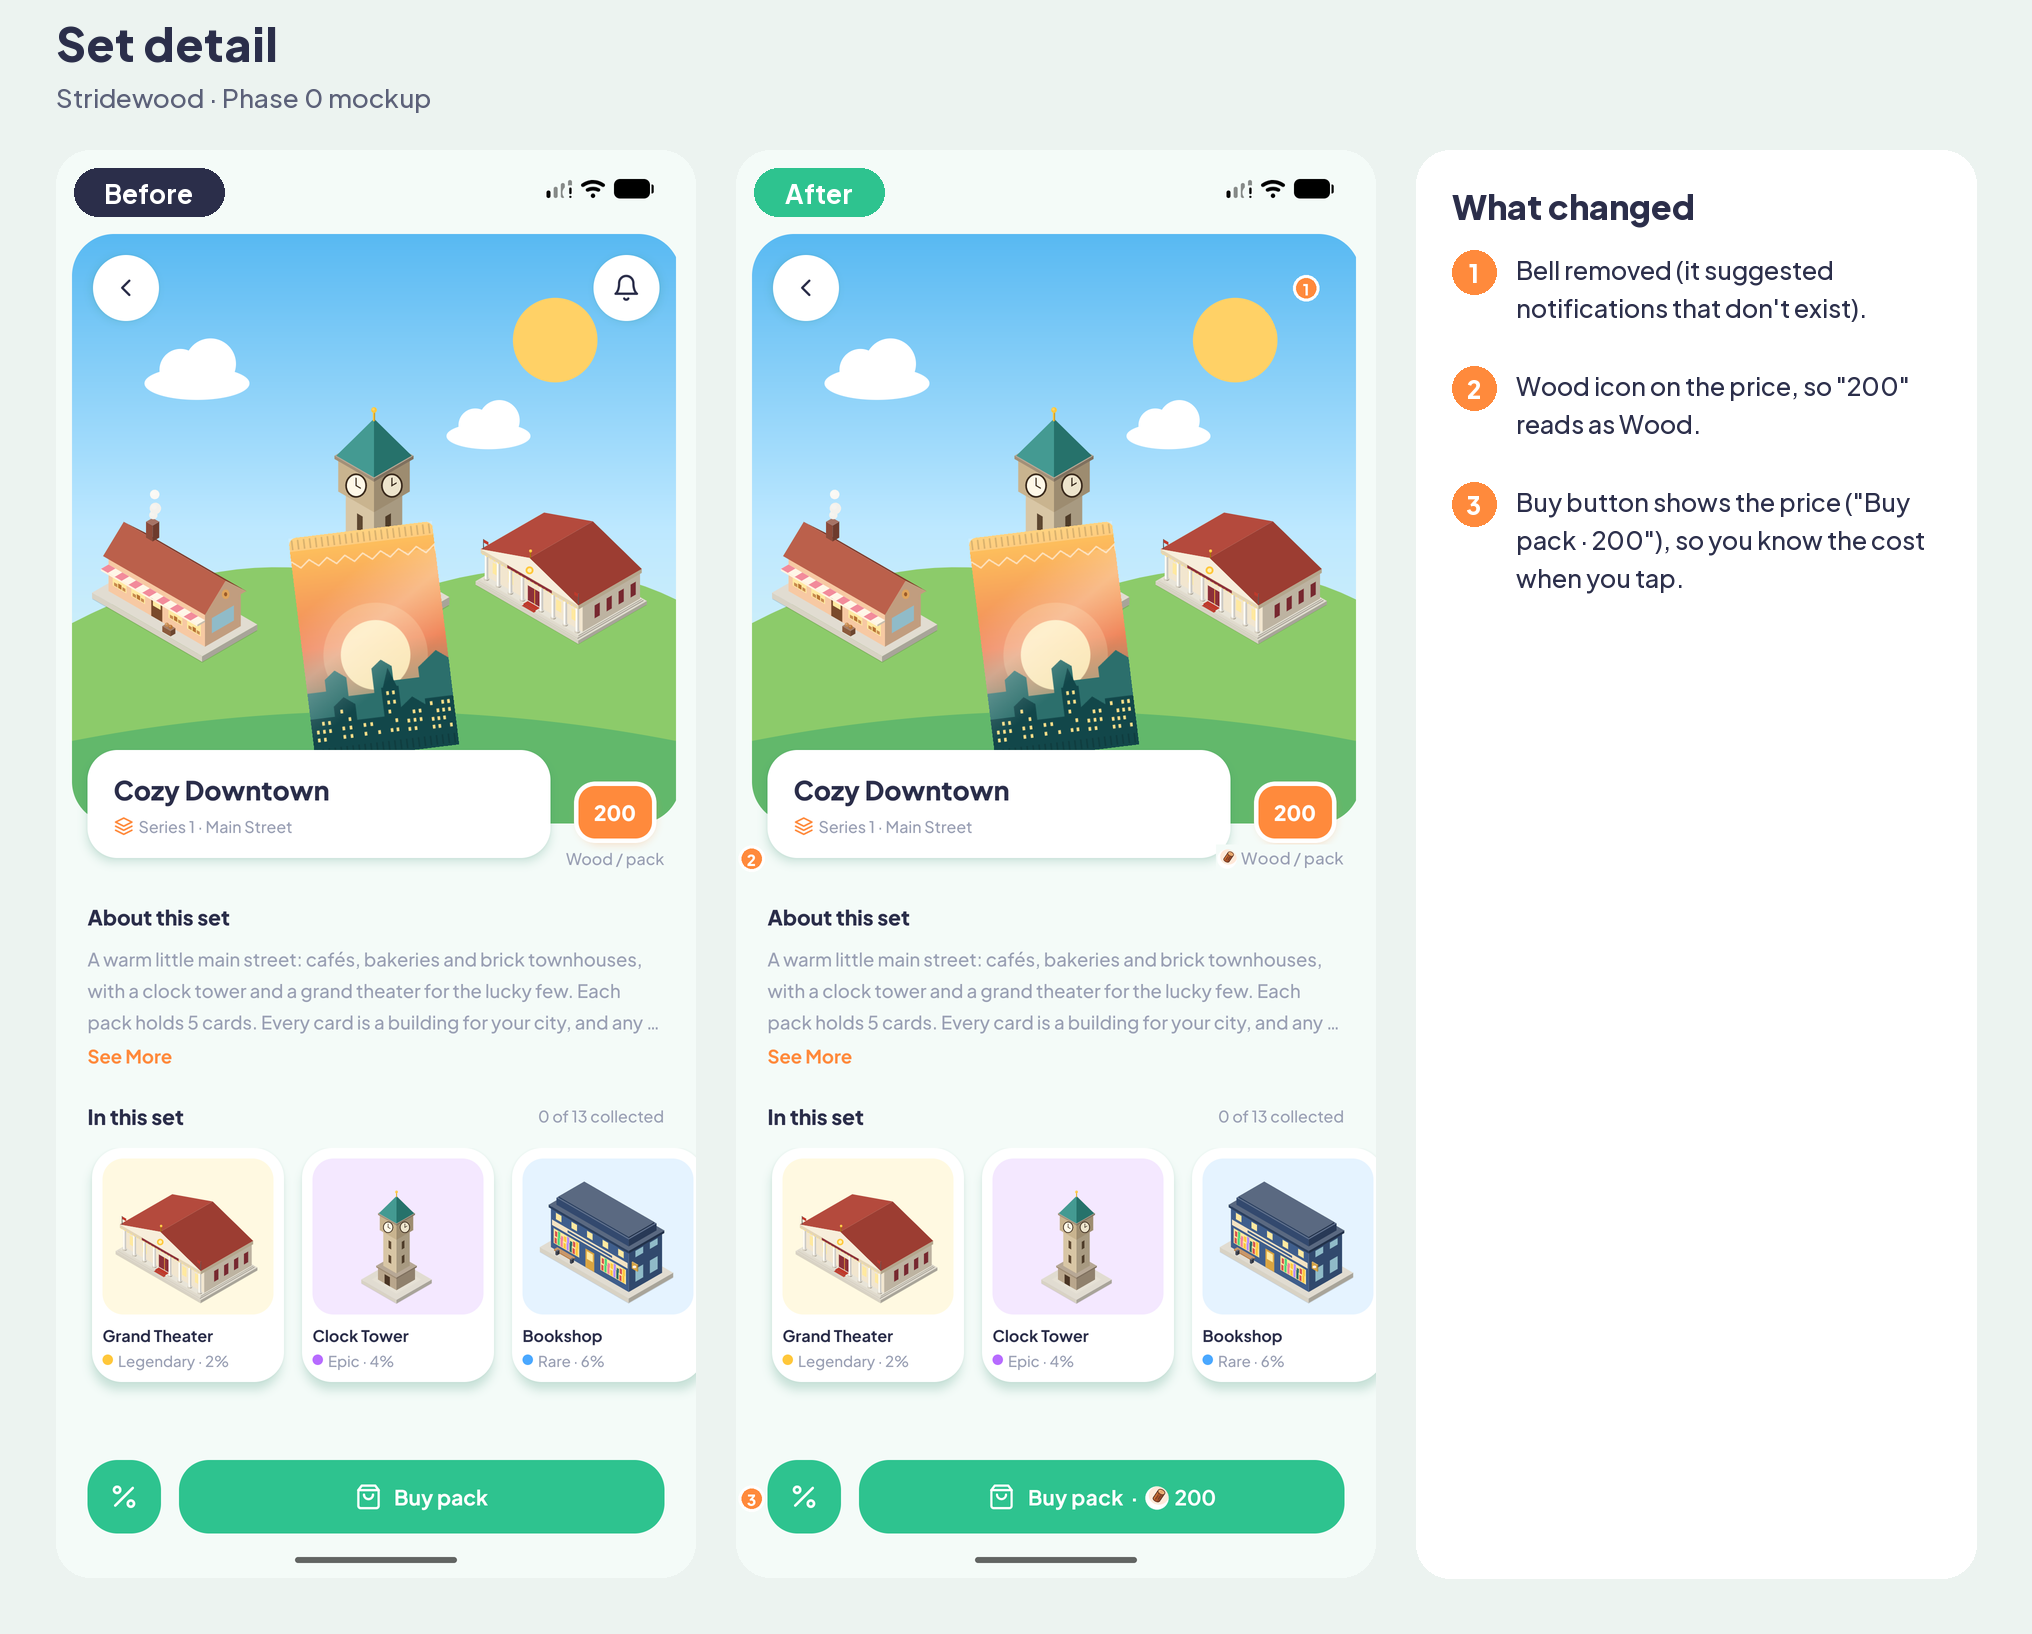 Set detail
Stridewood · Phase 0 mockup
Before
Cozy Downtown
Series 1 · Main Street
200
Wood / pack
About this set
A warm little main street: cafés, bakeries and brick townhouses,
with a clock tower and a grand theater for the lucky few. Each
pack holds 5 cards. Every card is a building for your city, and any ...
See More
In this set
0 of 13 collected
Grand Theater
Legendary · 2%
Clock Tower
Epic · 4%
Bookshop
Rare · 6%
%
Buy pack
After
1
Cozy Downtown
Series 1 · Main Street
200
2
Wood / pack
About this set
A warm little main street: cafés, bakeries and brick townhouses,
with a clock tower and a grand theater for the lucky few. Each
pack holds 5 cards. Every card is a building for your city, and any ...
See More
In this set
0 of 13 collected
Grand Theater
Legendary · 2%
Clock Tower
Epic · 4%
Bookshop
Rare · 6%
3
%
Buy pack · 200
What changed
1 Bell removed (it suggested
notifications that don't exist).
2 Wood icon on the price, so "200"
reads as Wood.
3 Buy button shows the price ("Buy
pack · 200"), so you know the cost
when you tap.